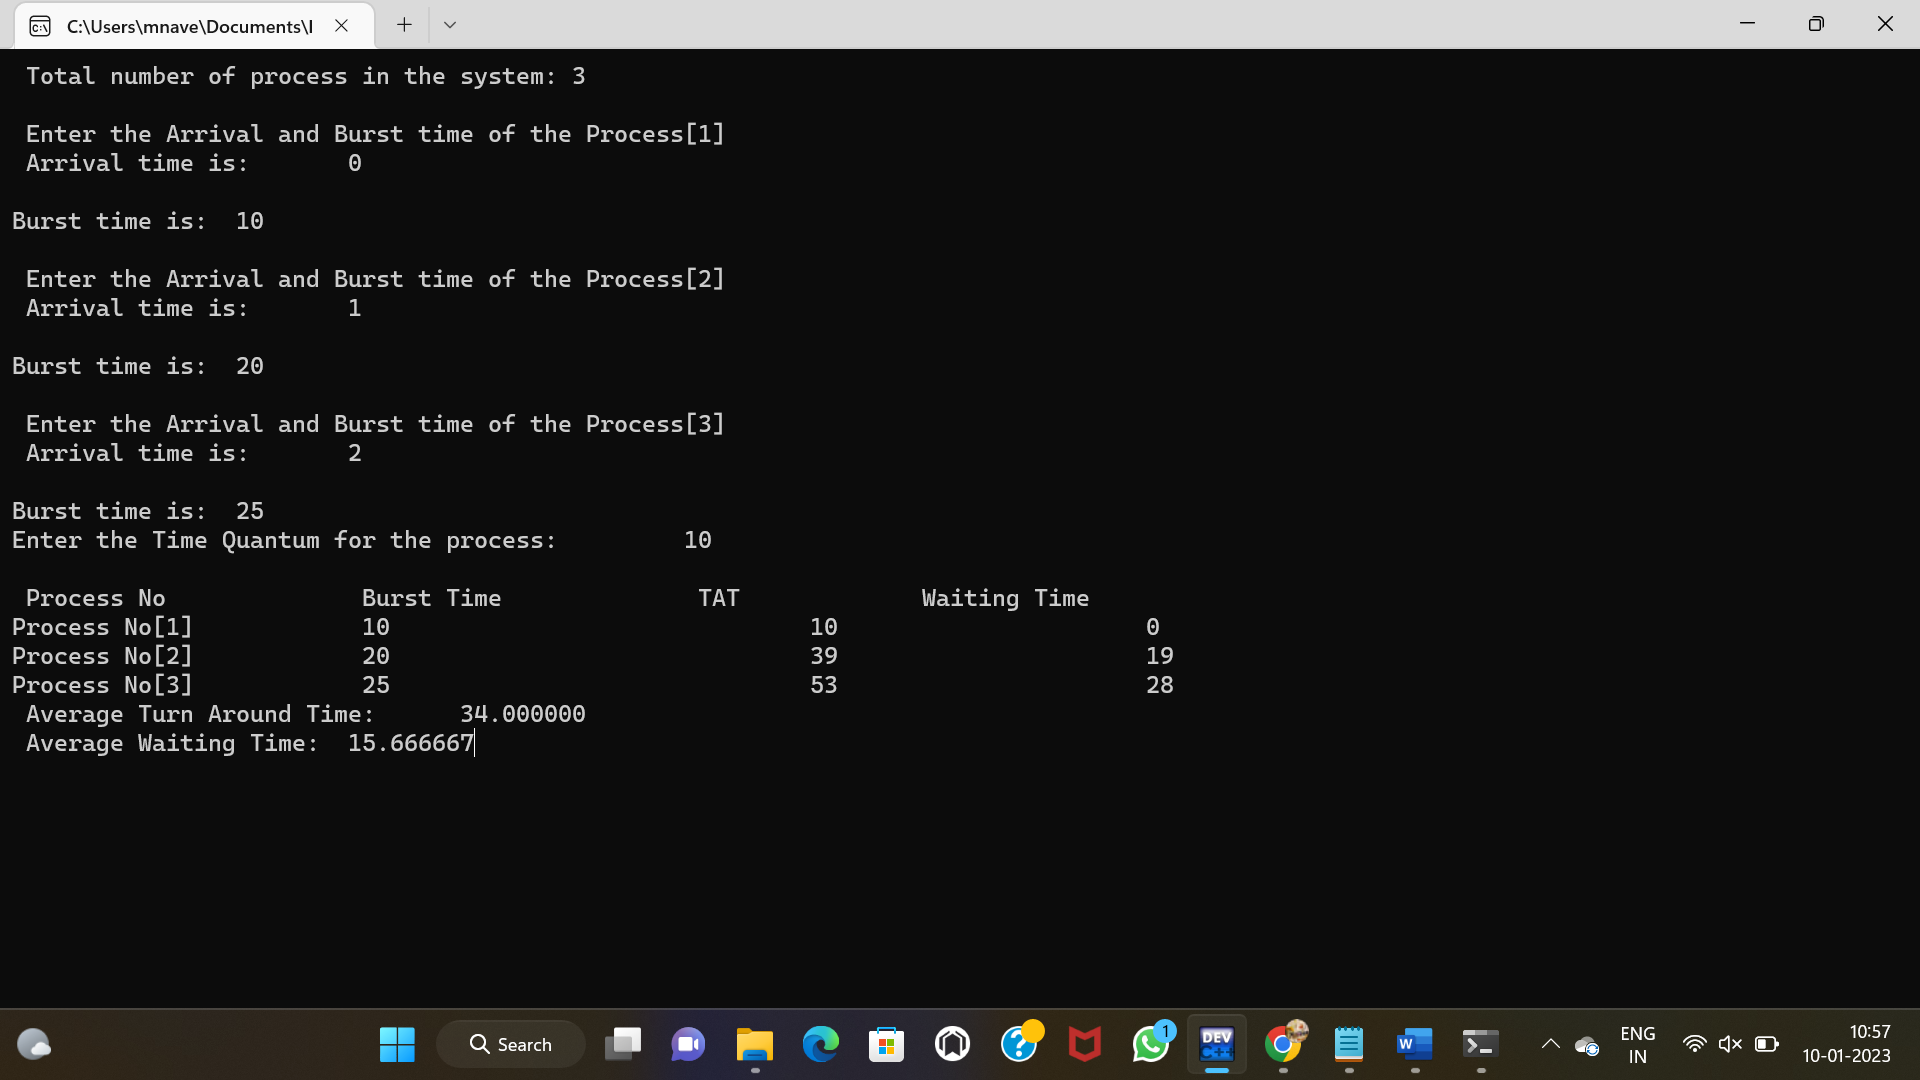 C:\Users\mnave\Documents\I
Total number of process in the system: 3
Enter the Arrival and Burst time of the Process[1]
Arrival time is: 0
Burst time is: 10
Enter the Arrival and Burst time of the Process[2]
Arrival time is: 1
Burst time is: 20
Enter the Arrival and Burst time of the Process[3]
Arrival time is: 2
Burst time is: 25
Enter the Time Quantum for the process: 10
Process No Burst Time TAT Waiting Time
Process No[1] 10 10 0
Process No[2] 20 39 19
Process No[3] 25 53 28
Average Turn Around Time: 34.000000
Average Waiting Time: 15.666667
Search
1
DEV
C++
W
ENG
IN
10:57
10-01-2023